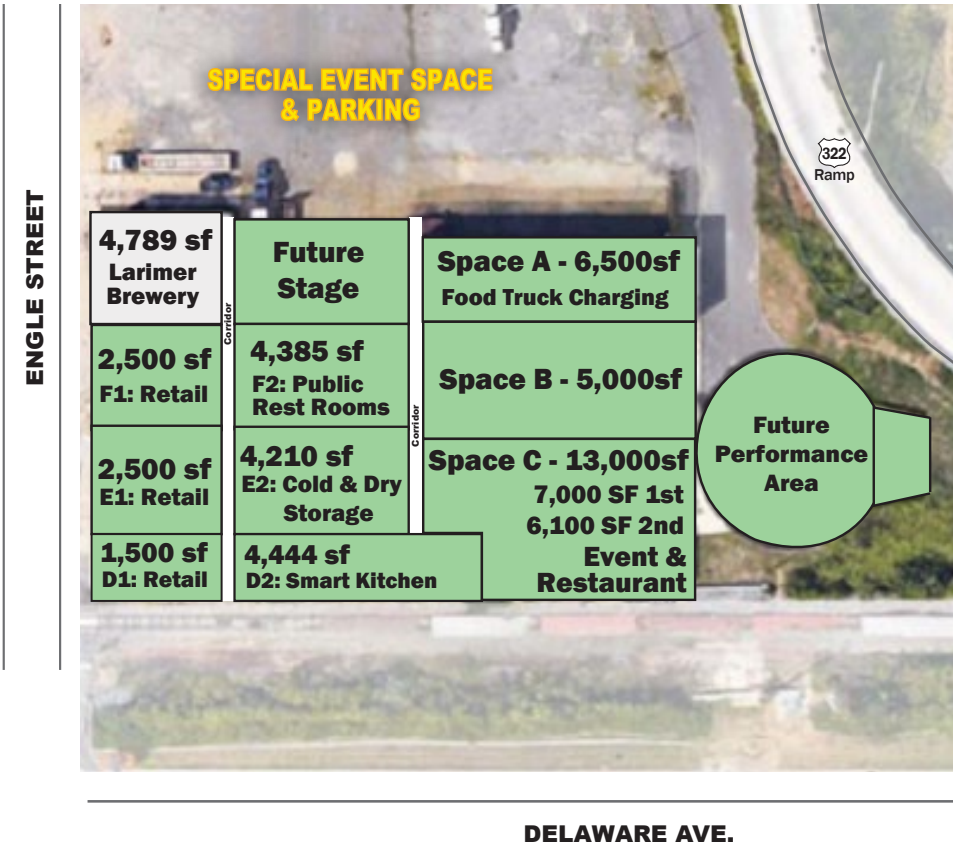 SPECIAL EVENT SPACE
& PARKING
322
Ramp
ENGLE STREET
4,789 sf
Larimer
Brewery
Corridor
Future
Stage
Space A - 6,500sf
Food Truck Charging
2,500 sf
F1: Retail
4,385 sf
F2: Public
Rest Rooms
Corridor
Space B - 5,000sf
Future
Performance
Area
2,500 sf
E1: Retail
4,210 sf
E2: Cold & Dry
Storage
Space C - 13,000sf
7,000 SF 1st
6,100 SF 2nd
Event &
Restaurant
1,500 sf
D1: Retail
4,444 sf
D2: Smart Kitchen
DELAWARE AVE.